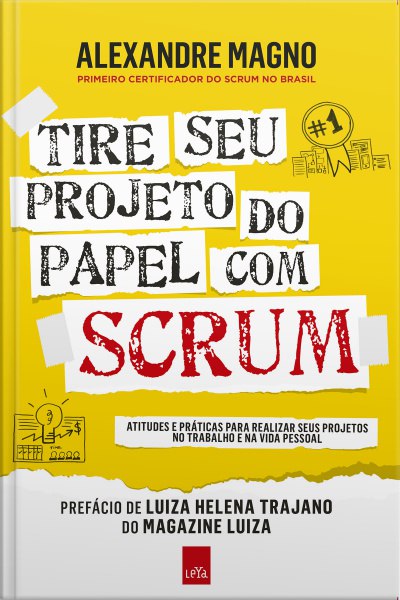 ALEXANDRE MAGNO
PRIMEIRO CERTIFICADOR DO SCRUM NO BRASIL
#1
TIRE SEU
PROJETO DO
PAPEL COM
SCRUM
$
ATITUDES E PRÁTICAS PARA REALIZAR SEUS PROJETOS
NO TRABALHO E NA VIDA PESSOAL
PREFÁCIO DE LUIZA HELENA TRAJANO
DO MAGAZINE LUIZA
LeYa